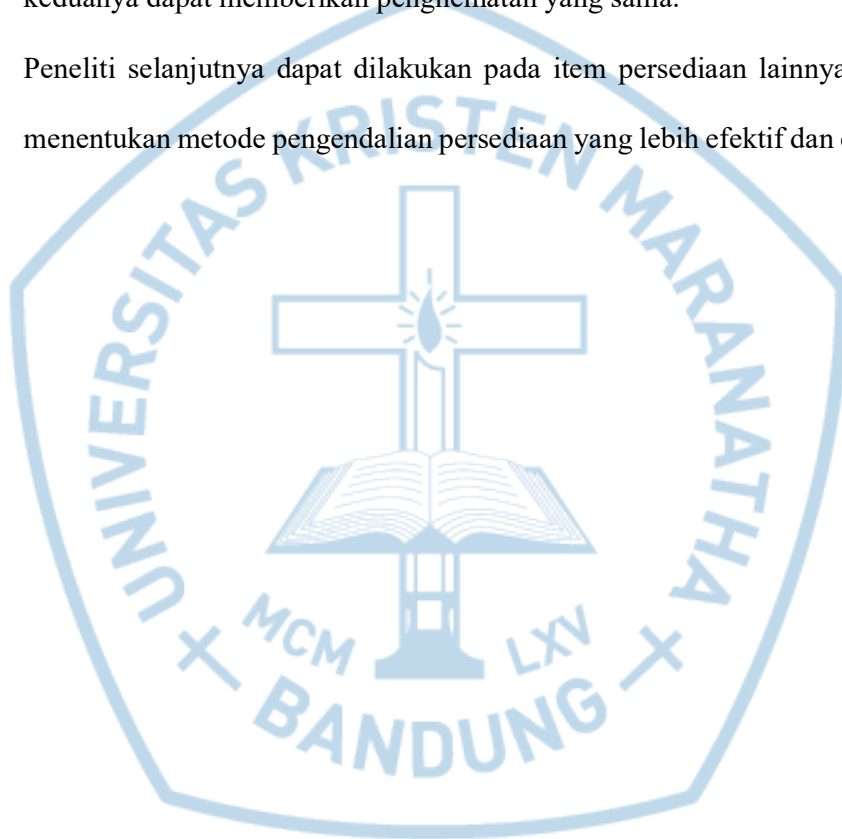 keduanya dapat memberikan penghematan yang sama.
Peneliti selanjutnya dapat dilakukan pada item persediaan lainnya
menentukan metode pengendalian persediaan yang lebih efektif dan
UNIVERSITAS KRISTEN MARANATHA
MCM LXV
BANDUNG